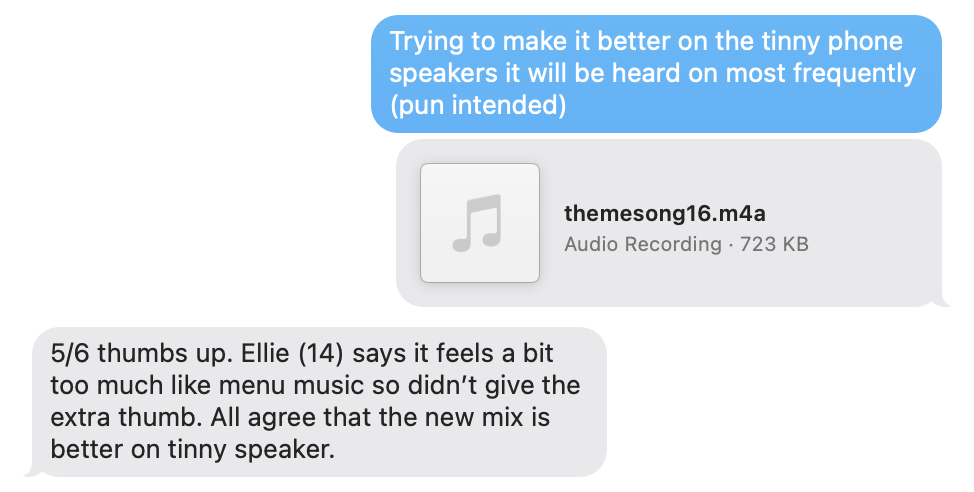 Trying to make it better on the tinny phone
speakers it will be heard on most frequently
(pun intended)
themesong16.m4a
Audio Recording · 723 KB
5/6 thumbs up. Ellie (14) says it feels a bit
too much like menu music so didn’t give the
extra thumb. All agree that the new mix is
better on tinny speaker.